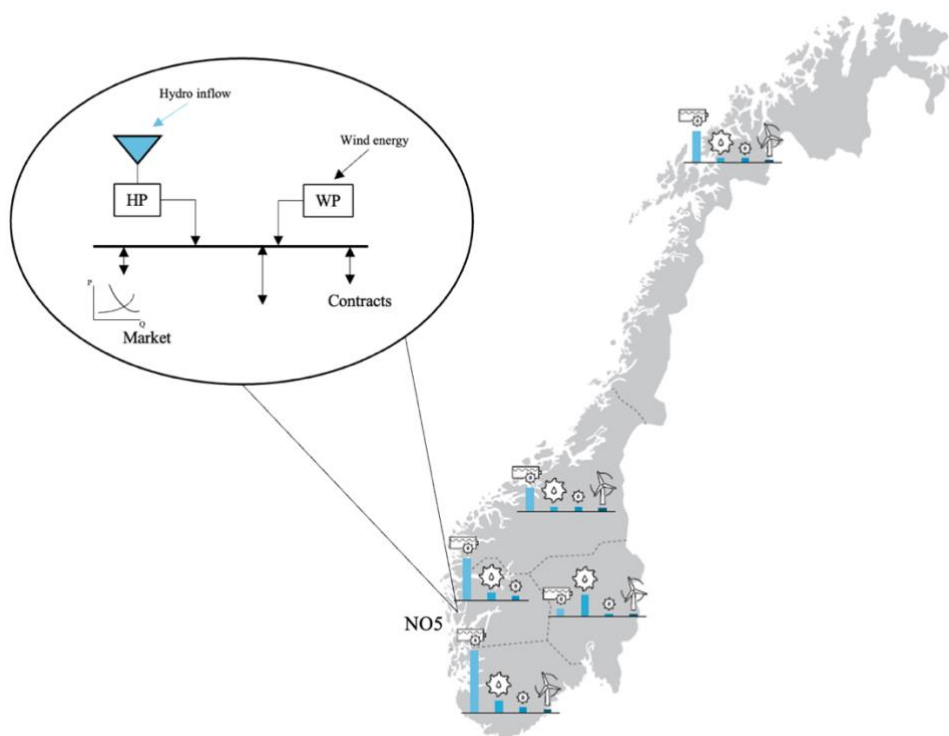 Hydro inflow
Wind energy
HP
WP
P
Q
Market
Contracts
NO5